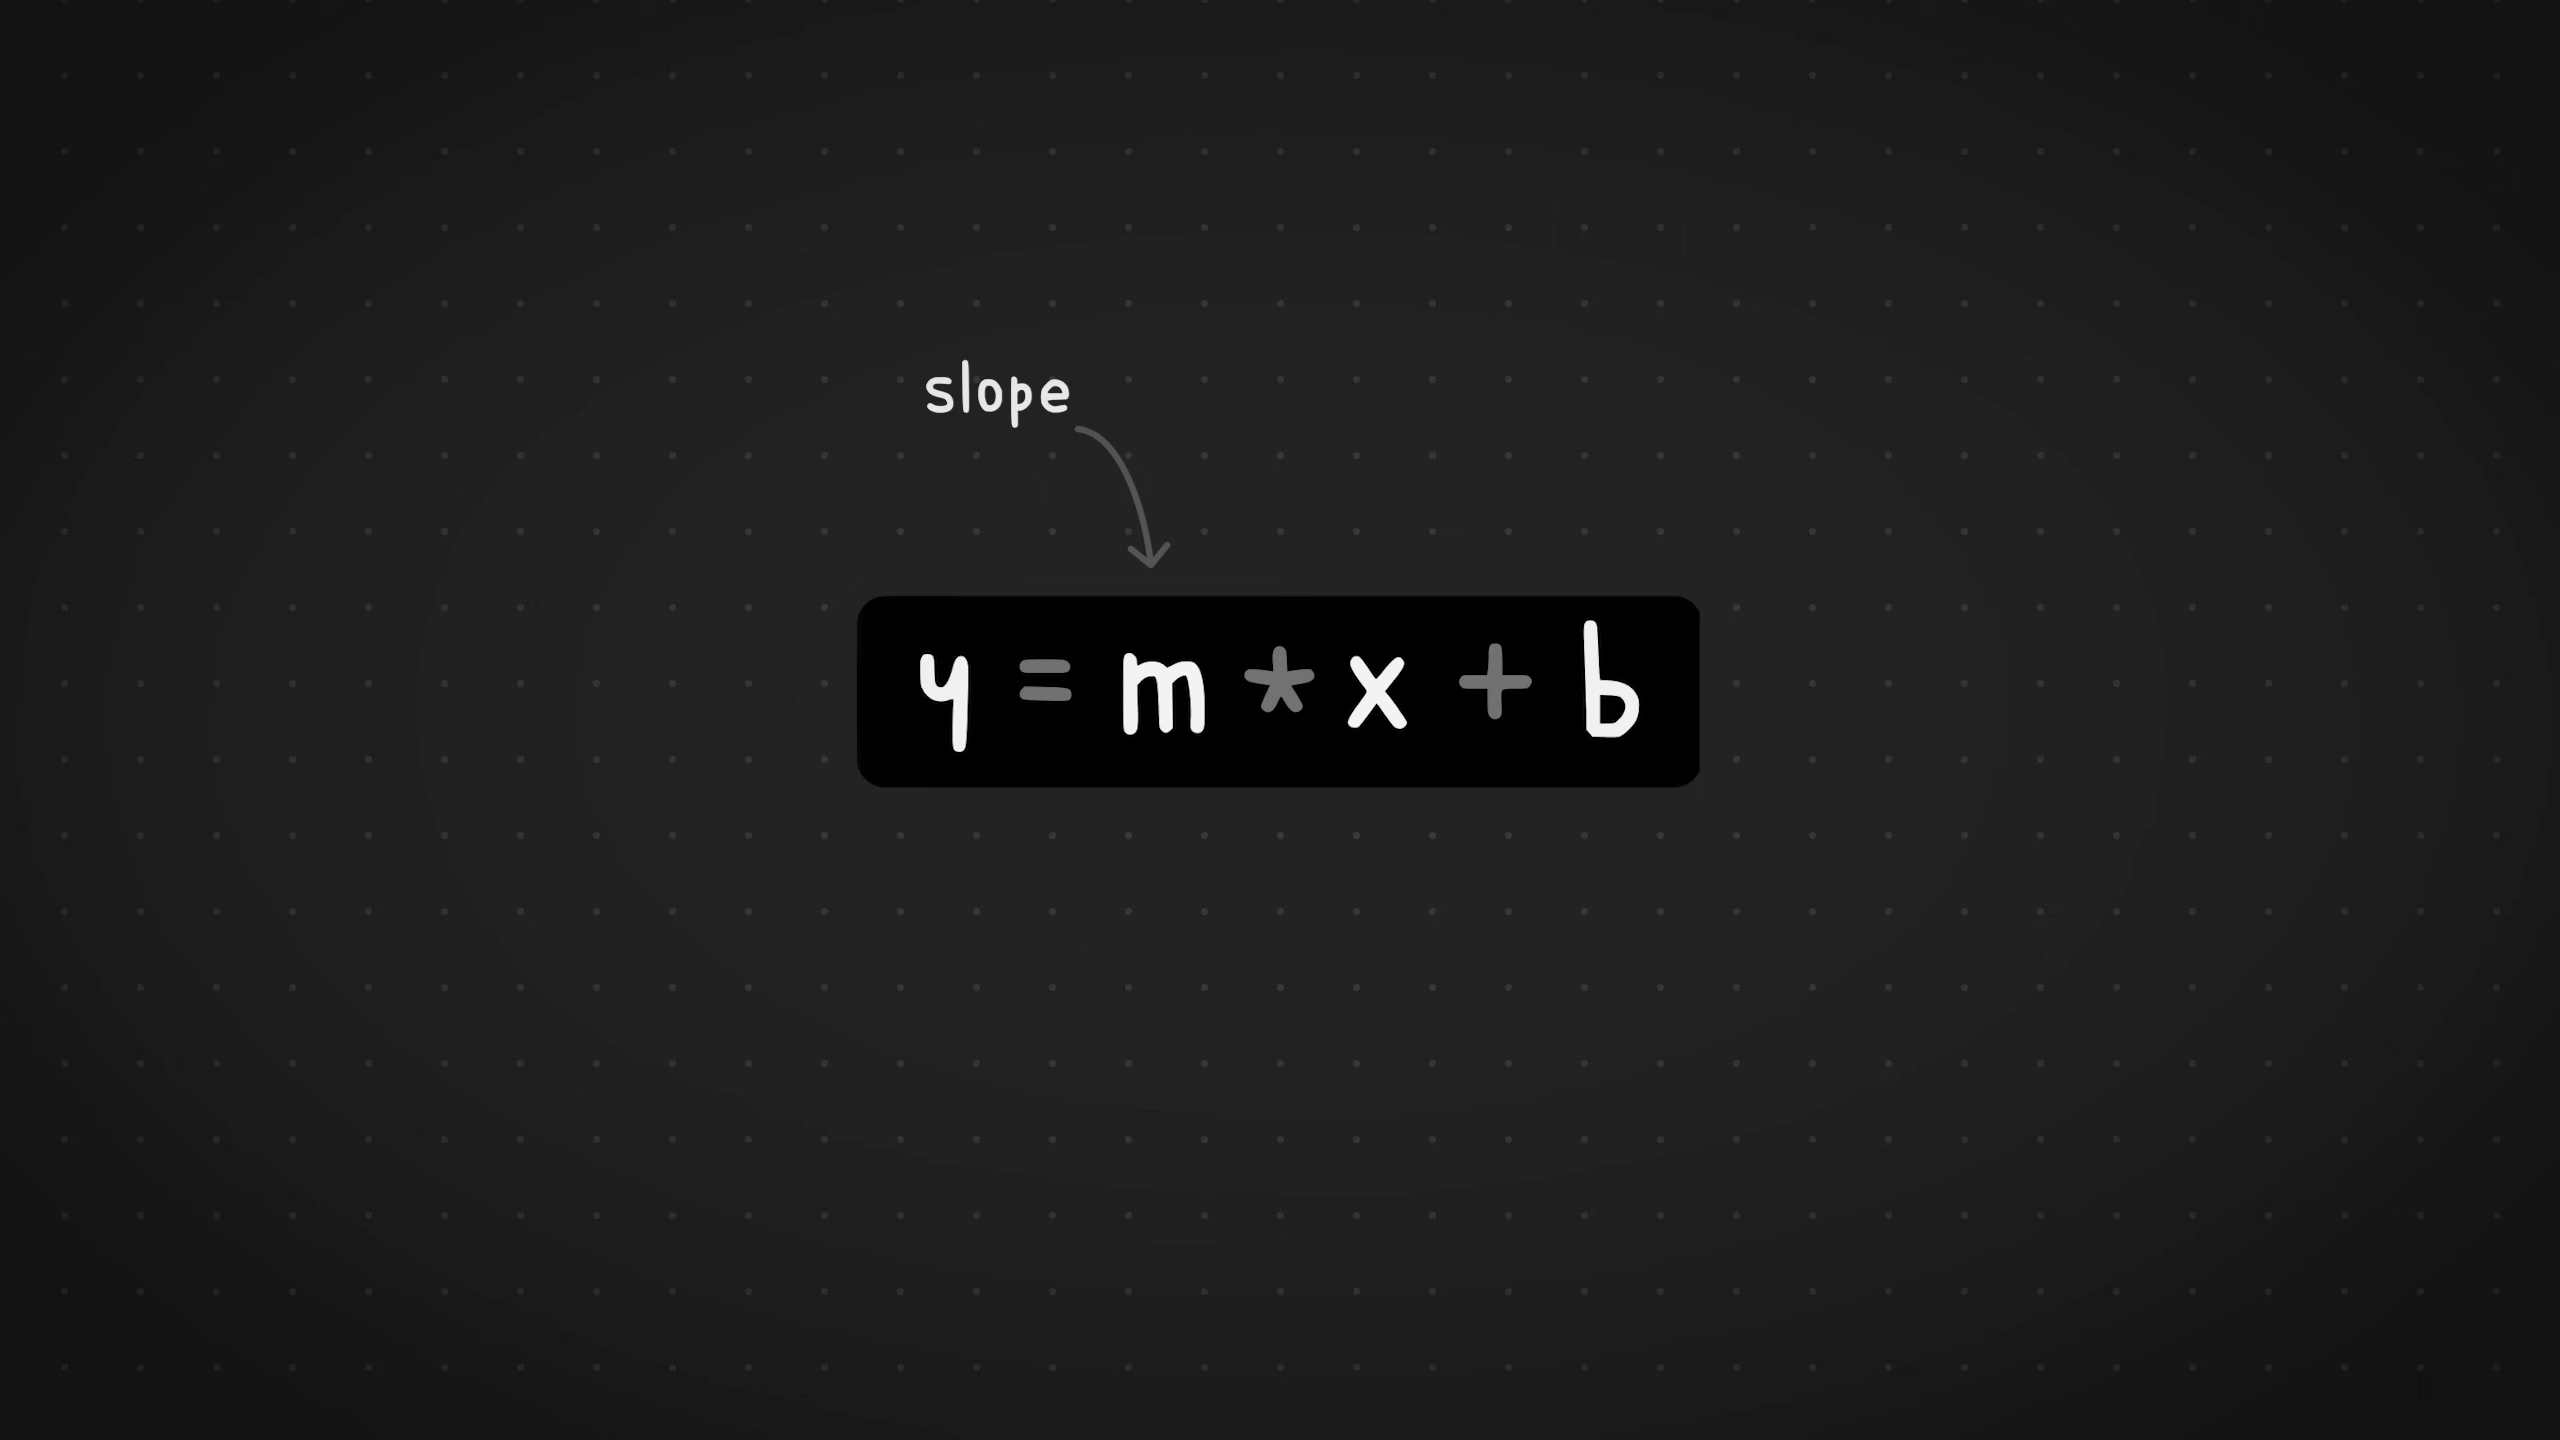 slope
y = m * x + b